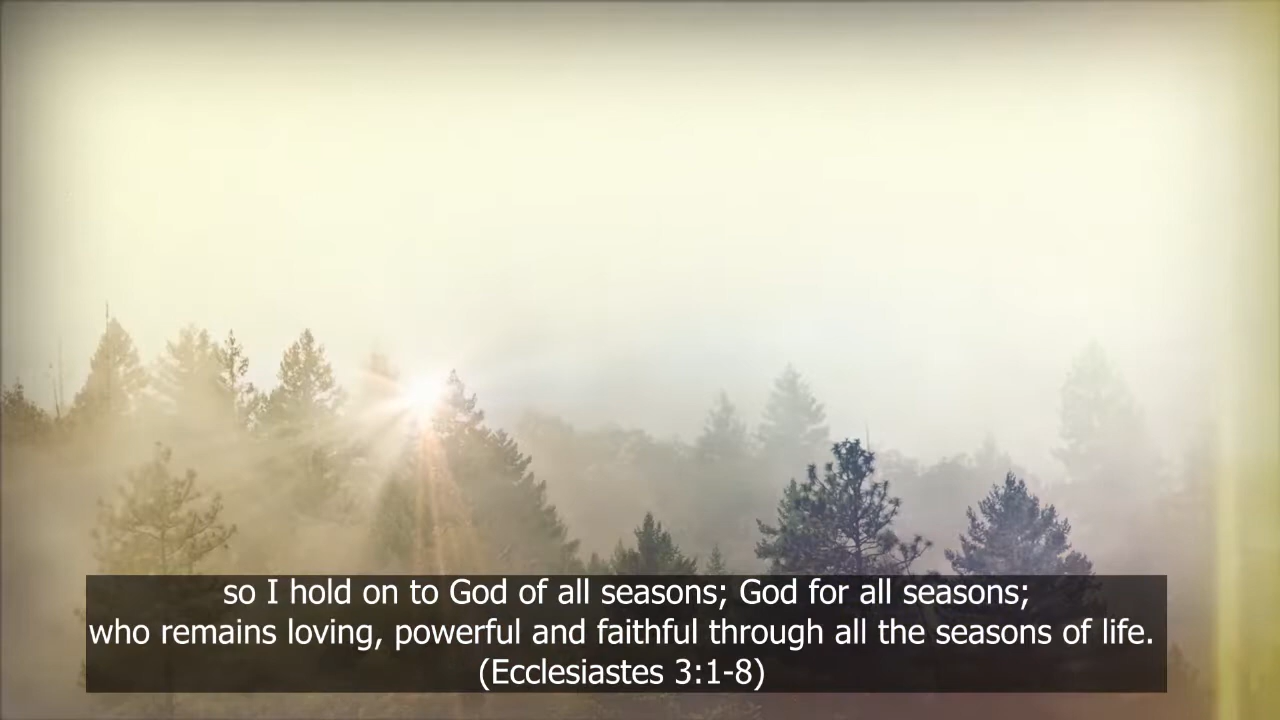 so I hold on to God of all seasons; God for all seasons;
who remains loving, powerful and faithful through all the seasons of life.
(Ecclesiastes 3:1-8)